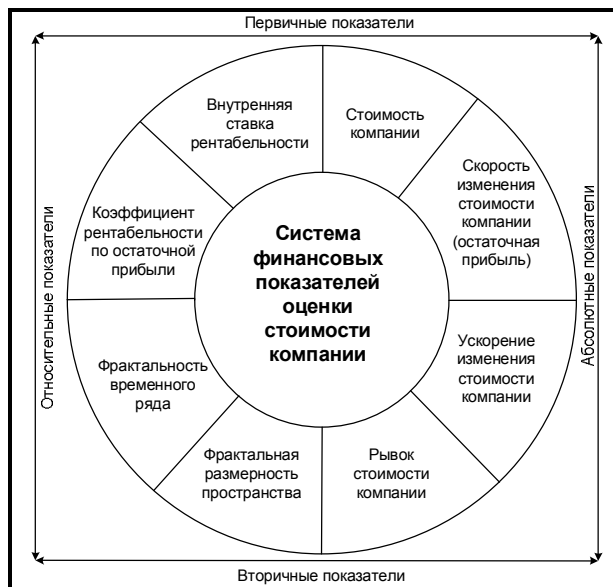 Первичные показатели
Внутренняя
ставка
рентабельности
Стоимость
компании
Скорость
изменения
стоимости
компании
(остаточная
прибыль)
Ускорение
изменения
стоимости
компании
Рывок
стоимости
компании
Фрактальная
размерность
пространства
Фрактальность
временного
ряда
Коэффициент
рентабельности
по остаточной
прибыли
Система
финансовых
показателей
оценки
стоимости
компании
Относительные показатели
Абсолютные показатели
Вторичные показатели